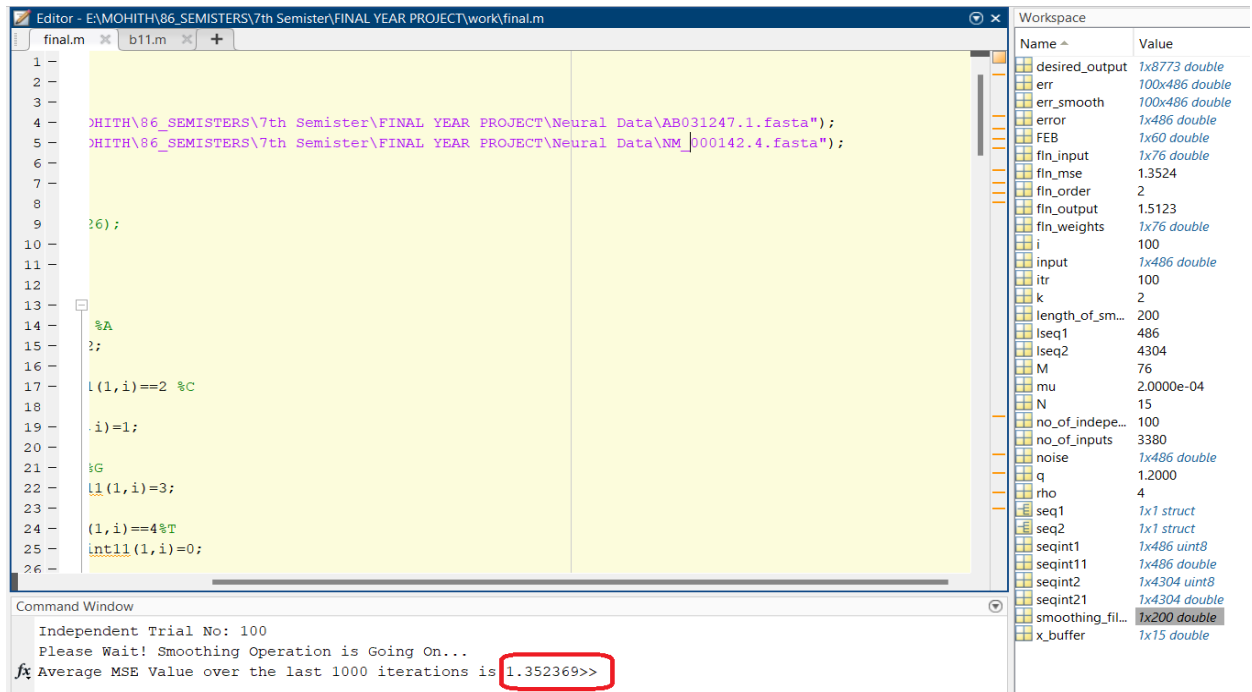 Editor - E:\MOHITH\86_SEMISTERS\7th Semister\FINAL YEAR PROJECT\work\final.m
final.m b11.m +
1 -
2 -
3 -
4 - OHITH\86_SEMISTERS\7th Semister\FINAL YEAR PROJECT\Neural Data\AB031247.1.fasta");
5 - OHITH\86_SEMISTERS\7th Semister\FINAL YEAR PROJECT\Neural Data\NM_000142.4.fasta");
6 -
7 -
8
9 26);
10 -
11 -
12
13 -
14 - %A
15 - 2;
16 -
17 - 1(1,i)==2 %C
18
19 - i)=1;
20 -
21 - %G
22 - 11(1,i)=3;
23 -
24 - (1,i)==4%T
25 - int11(1,i)=0;
26 -
Command Window
Independent Trial No: 100
Please Wait! Smoothing Operation is Going On...
fx Average MSE Value over the last 1000 iterations is 1.352369>>
Workspace
Name Value
desired_output 1x8773 double
err 100x486 double
err_smooth 100x486 double
error 1x486 double
FEB 1x60 double
fln_input 1x76 double
fln_mse 1.3524
fln_order 2
fln_output 1.5123
fln_weights 1x76 double
i 100
input 1x486 double
itr 100
k 2
length_of_sm... 200
lseq1 486
lseq2 4304
M 76
mu 2.0000e-04
N 15
no_of_indepe... 100
no_of_inputs 3380
noise 1x486 double
q 1.2000
rho 4
seq1 1x1 struct
seq2 1x1 struct
seqint1 1x486 uint8
seqint11 1x486 double
seqint2 1x4304 uint8
seqint21 1x4304 double
smoothing_fil... 1x200 double
x_buffer 1x15 double